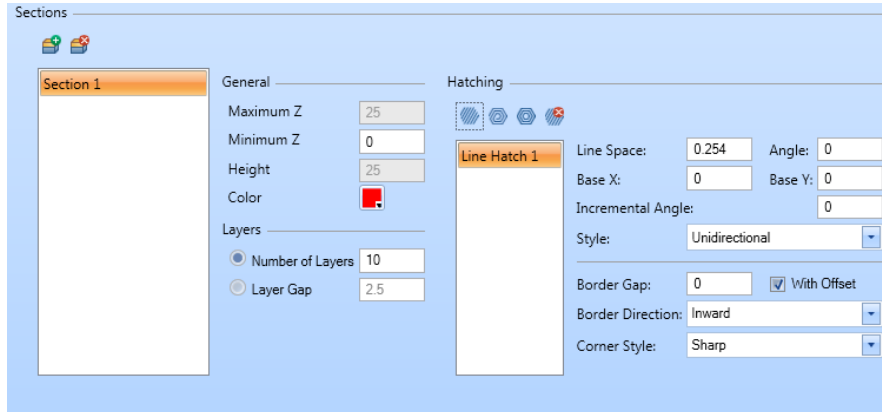 Sections
Section 1
General
Maximum Z 25
Minimum Z 0
Height 25
Color
Layers
Number of Layers 10
Layer Gap 2.5
Hatching
Line Hatch 1
Line Space: 0.254 Angle: 0
Base X: 0 Base Y: 0
Incremental Angle: 0
Style: Unidirectional
Border Gap: 0 With Offset
Border Direction: Inward
Corner Style: Sharp